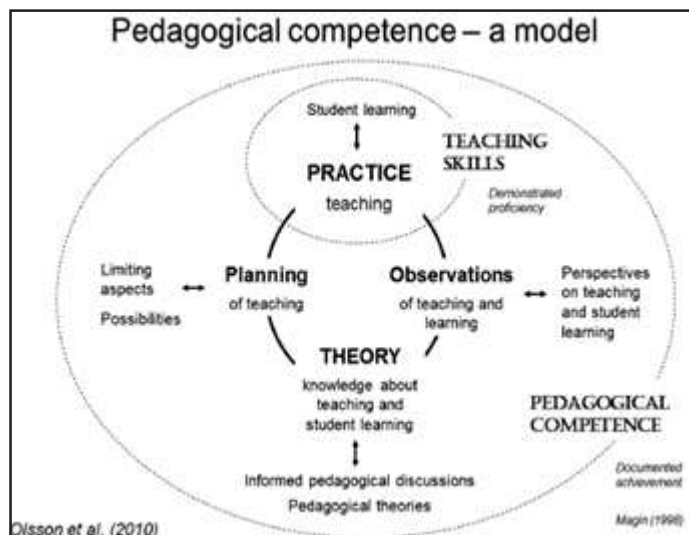 Pedagogical competence – a model
Student learning
TEACHING
SKILLS
PRACTICE
teaching
Demonstrated
proficiency
Limiting
aspects
Possibilities
Planning
of teaching
Observations
of teaching and
learning
Perspectives
on teaching
and student
learning
THEORY
knowledge about
teaching and
student learning
PEDAGOGICAL
COMPETENCE
Informed pedagogical discussions
Pedagogical theories
Documented
achievement
Magin (1998)
Olsson et al. (2010)